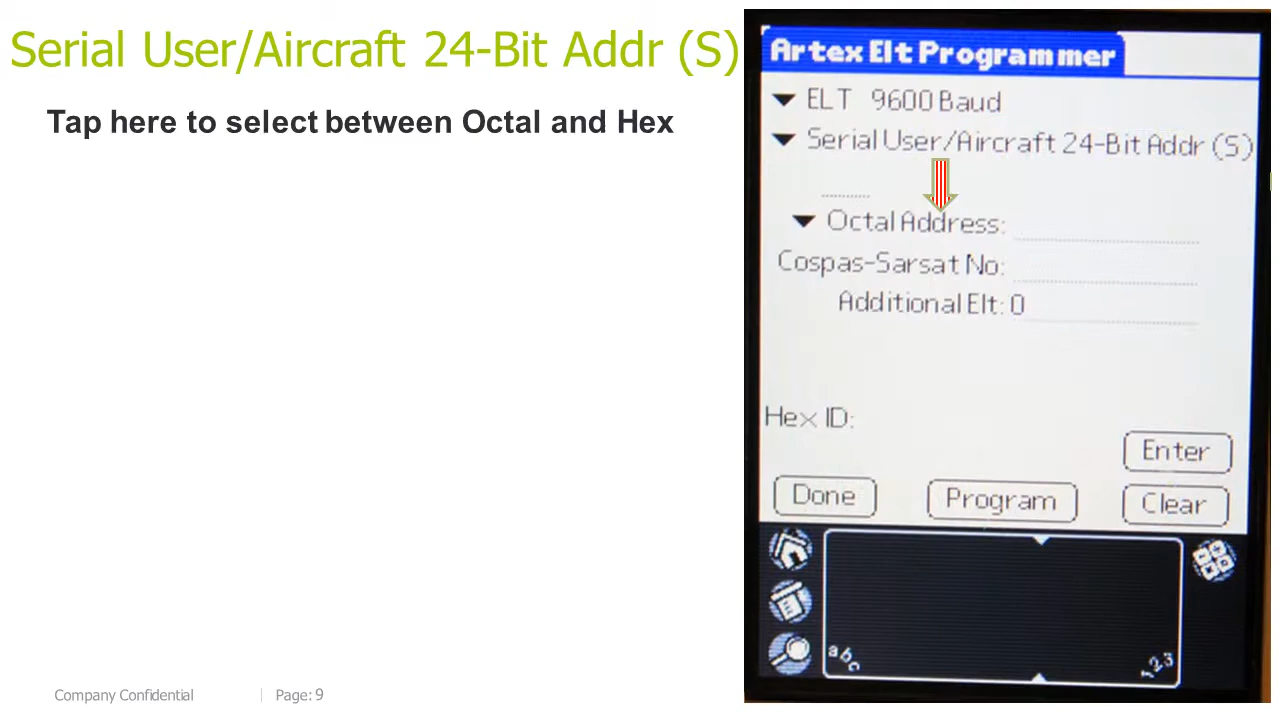 Serial User/Aircraft 24-Bit Addr (S)
Tap here to select between Octal and Hex
Artex Elt Programmer
ELT 9600 Baud
Serial User/Aircraft 24-Bit Addr (S)
Octal Address:
Cospas-Sarsat No:
Additional Elt: 0
Hex ID:
Enter
Done
Program
Clear
abc
123
Company Confidential
Page: 9